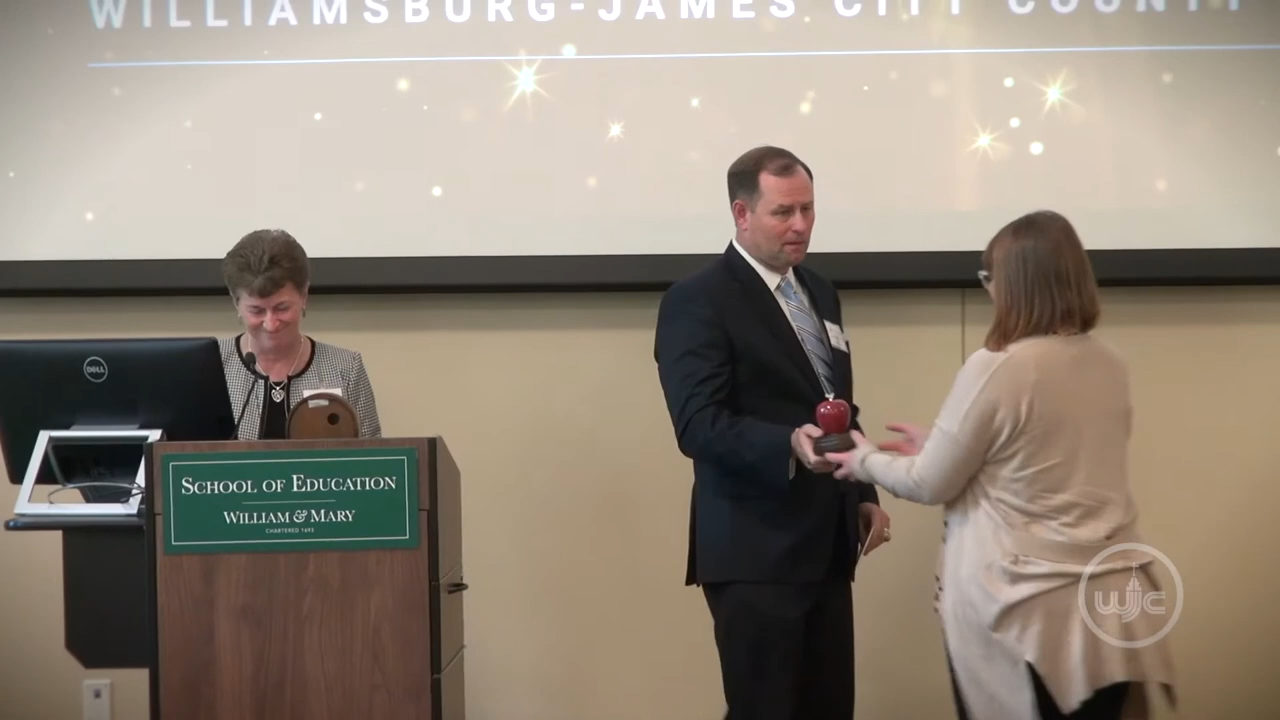 WILLIAMSBURG-JAMES CITY COUNTY
DELL
SCHOOL OF EDUCATION
WILLIAM & MARY
CHARTERED 1693
wjc